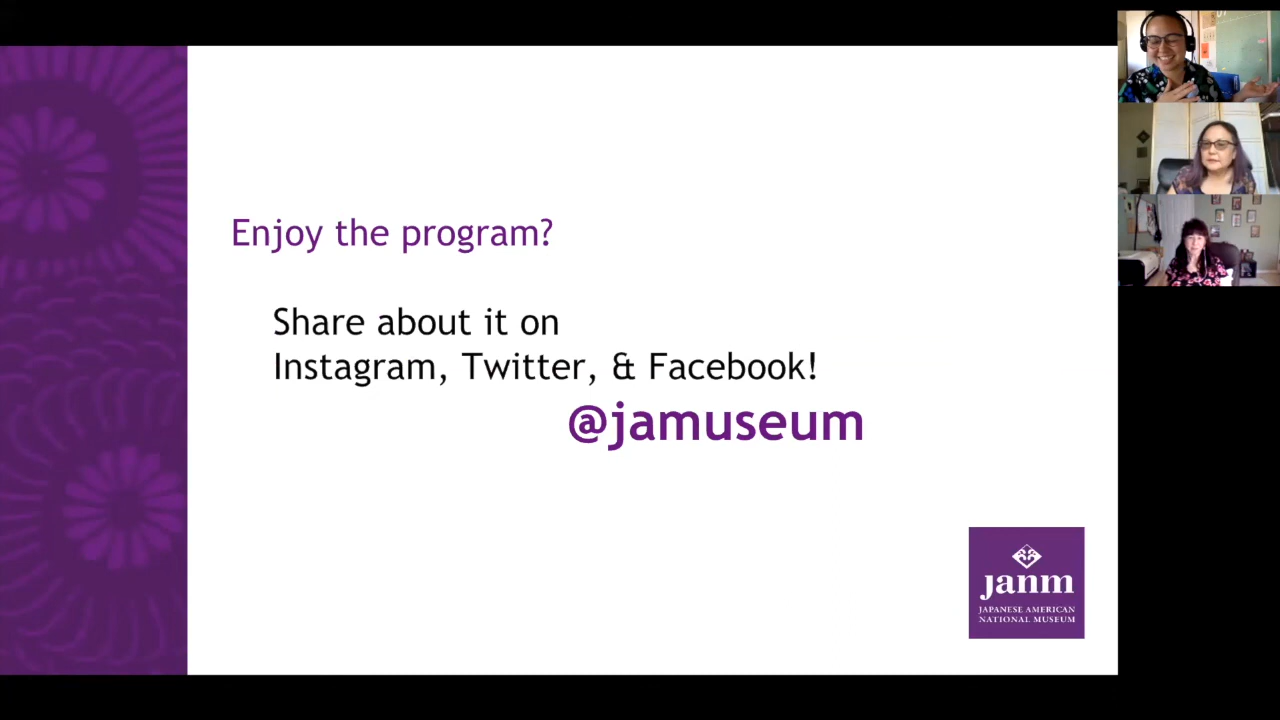 Enjoy the program?
Share about it on
Instagram, Twitter, & Facebook!
@jamuseum
janm
JAPANESE AMERICAN
NATIONAL MUSEUM